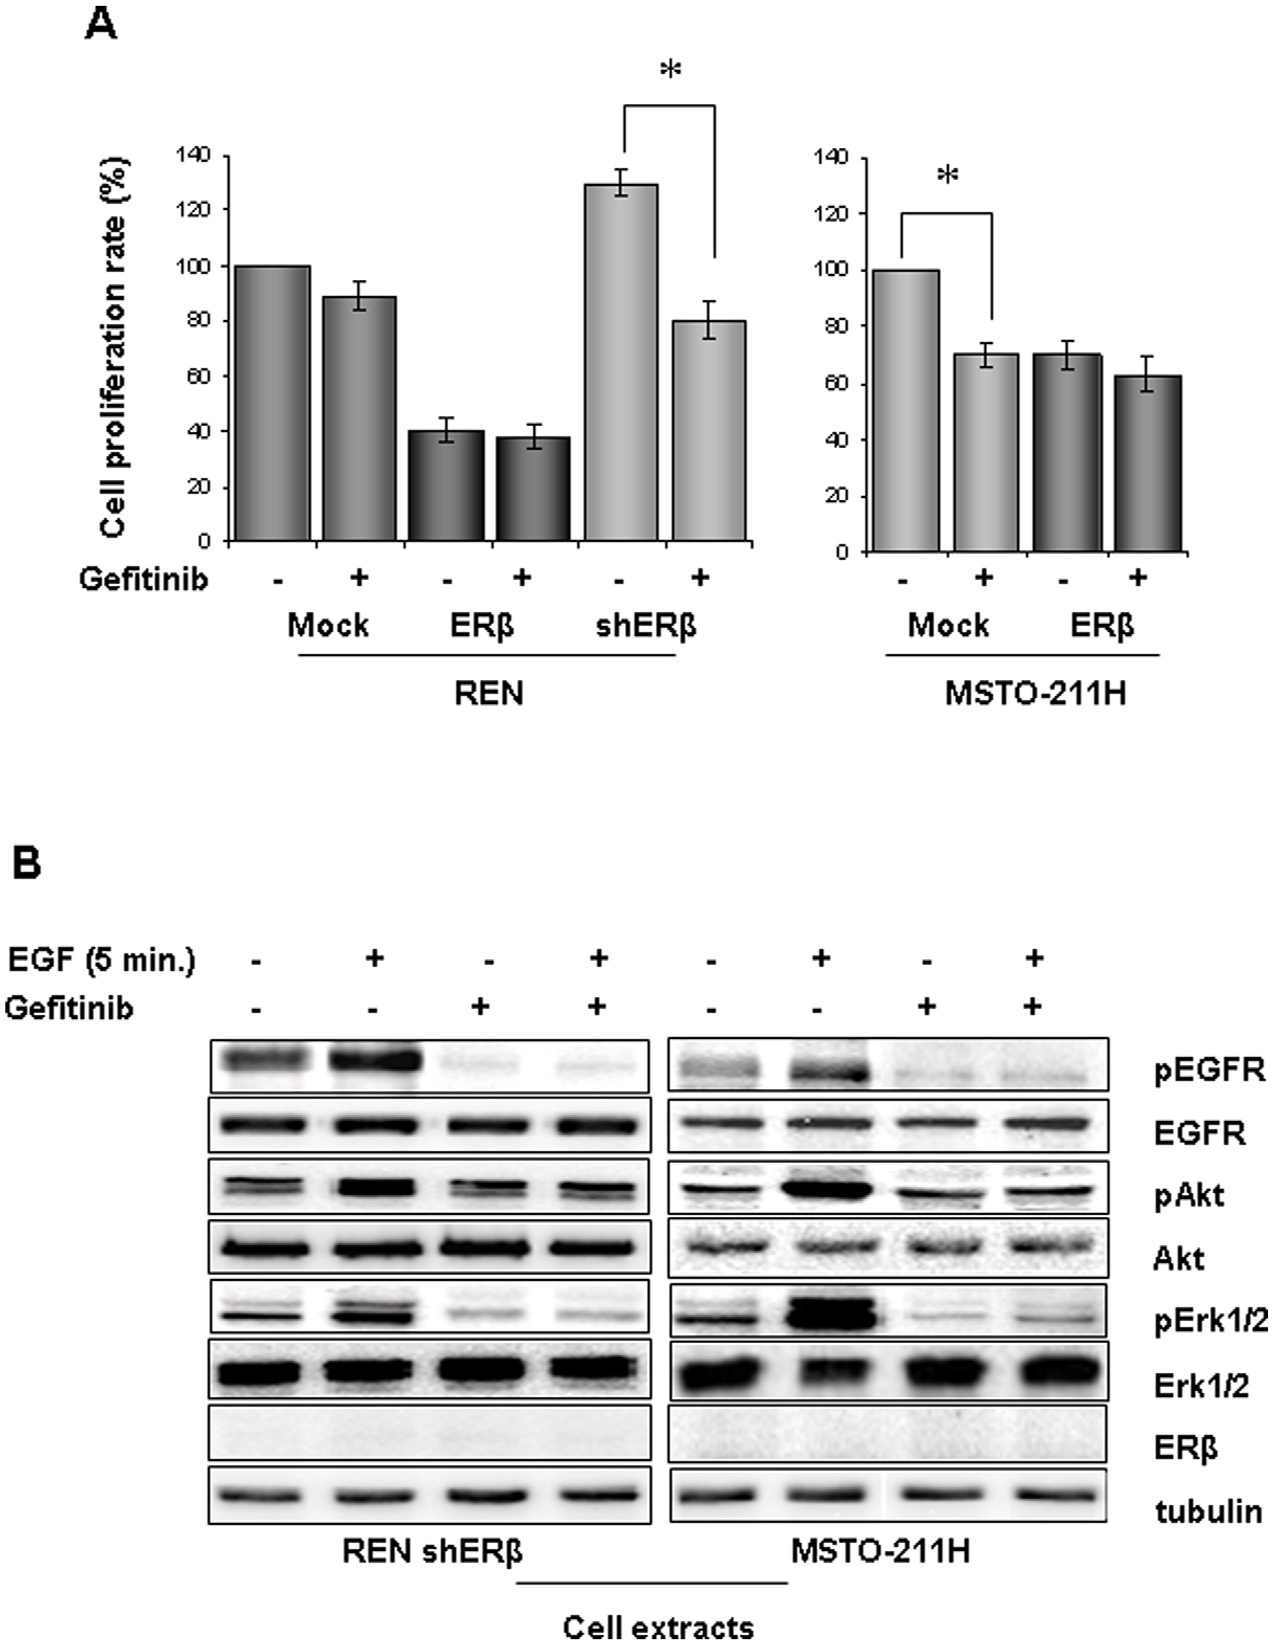 A
*
*
Cell proliferation rate (%)
140
120
100
80
60
40
20
0
140
120
100
80
60
40
20
0
Gefitinib - + - + - + - + - +
Mock ERβ shERβ Mock ERβ
REN MSTO-211H
B
EGF (5 min.) - + - + - + - +
Gefitinib - - + + - - + +
pEGFR
EGFR
pAkt
Akt
pErk1/2
Erk1/2
ERβ
tubulin
REN shERβ MSTO-211H
Cell extracts